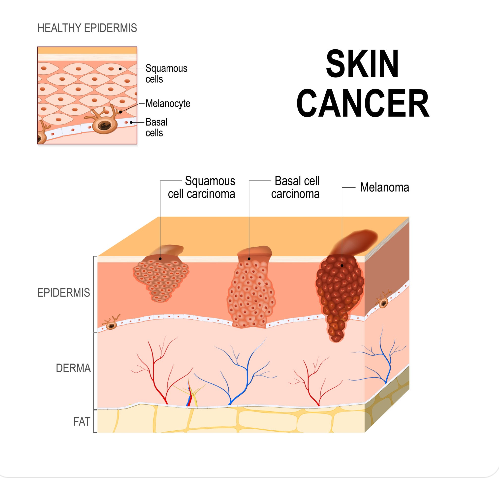 HEALTHY EPIDERMIS
SKIN
CANCER
Squamous
cells
Melanocyte
Basal
cells
Squamous
cell carcinoma
Basal cell
carcinoma
Melanoma
EPIDERMIS
DERMA
FAT